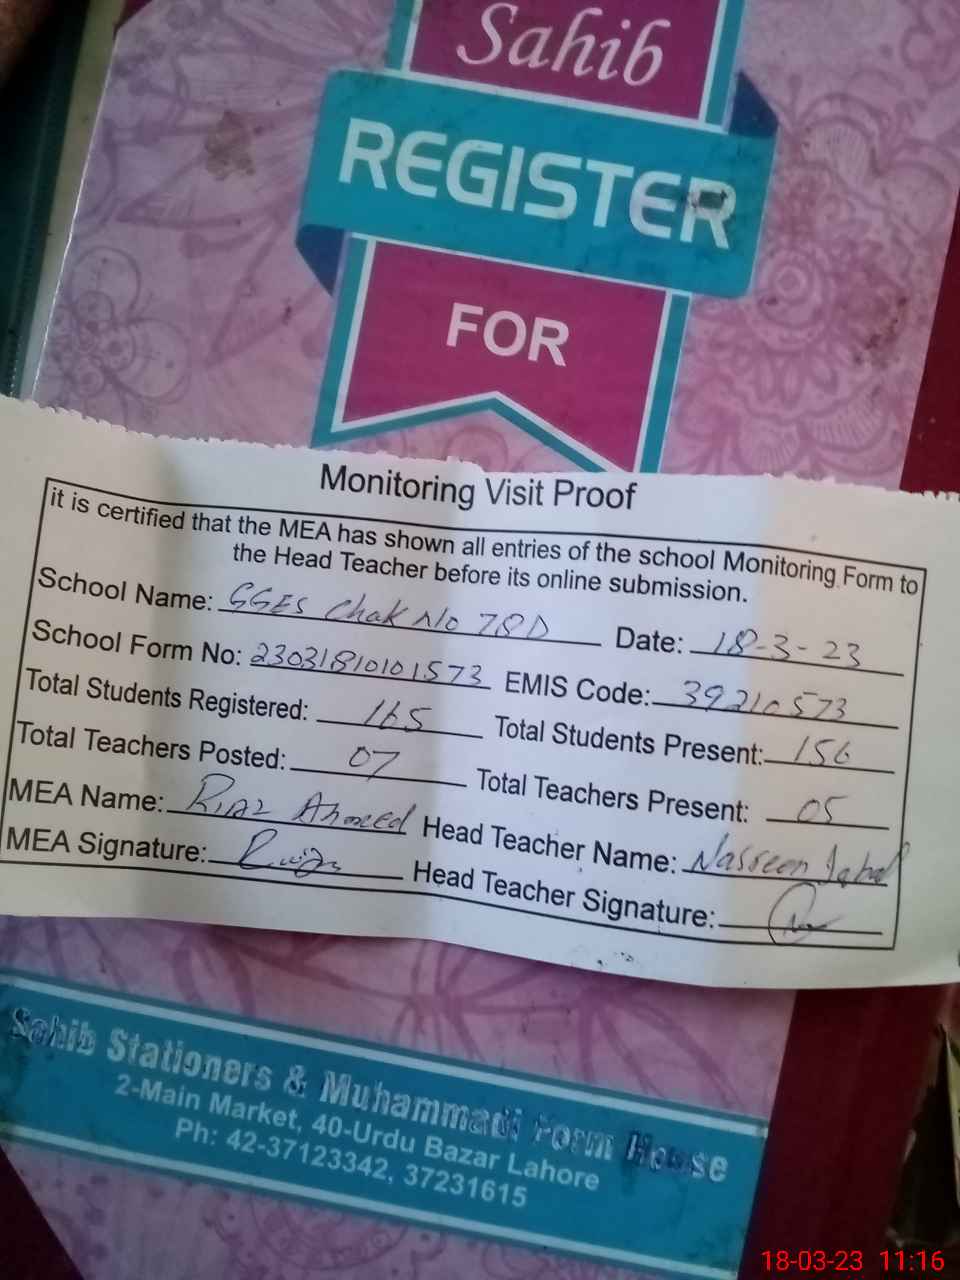 Sahib
REGISTER
FOR
Monitoring Visit Proof
it is certified that the MEA has shown all entries of the school Monitoring Form to
the Head Teacher before its online submission.
School Name: GGES Chak No 78D Date: 18-3-23
School Form No: 23031810101573 EMIS Code: 39210573
Total Students Registered: 165 Total Students Present: 156
Total Teachers Posted: 07 Total Teachers Present: 05
MEA Name: Riaz Ahmeed Head Teacher Name: Nasreen Iqbal
MEA Signature: Head Teacher Signature:
Sahib Stationers & Muhammadi Form House
2-Main Market, 40-Urdu Bazar Lahore
Ph: 42-37123342, 37231615
18-03-23 11:16